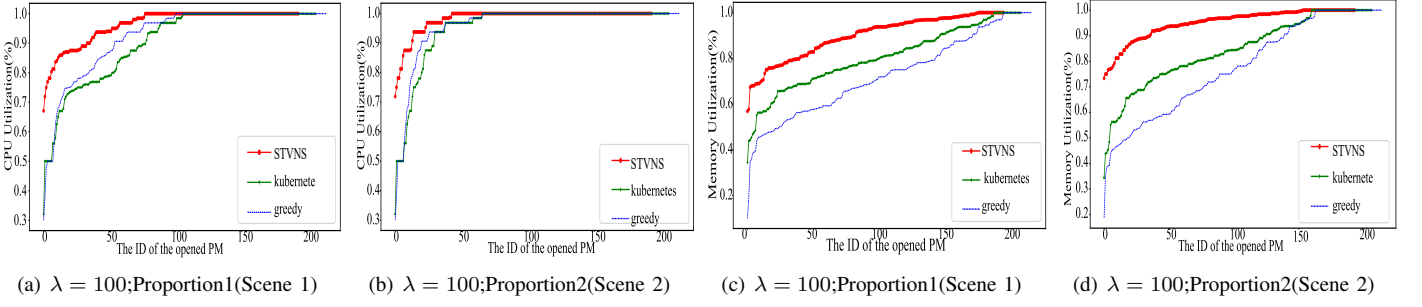 CPU Utilization(%)
1.0
0.9
0.8
0.7
0.6
0.5
0.4
0.3
STVNS
kubernete
greedy
0 50 100 150 200
The ID of the opened PM
(a) λ = 100;Proportion1(Scene 1)
CPU Utilization(%)
1.0
0.9
0.8
0.7
0.6
0.5
0.4
0.3
STVNS
kubernetes
greedy
0 50 100 150 200
The ID of the opened PM
(b) λ = 100;Proportion2(Scene 2)
Memory Utilization(%)
1.0
0.8
0.6
0.4
0.2
STVNS
kubernetes
greedy
0 50 100 150 200
The ID of the opened PM
(c) λ = 100;Proportion1(Scene 1)
Memory Utilization(%)
1.0
0.9
0.8
0.7
0.6
0.5
0.4
0.3
0.2
STVNS
kubernete
greedy
0 50 100 150 200
The ID of the opened PM
(d) λ = 100;Proportion2(Scene 2)